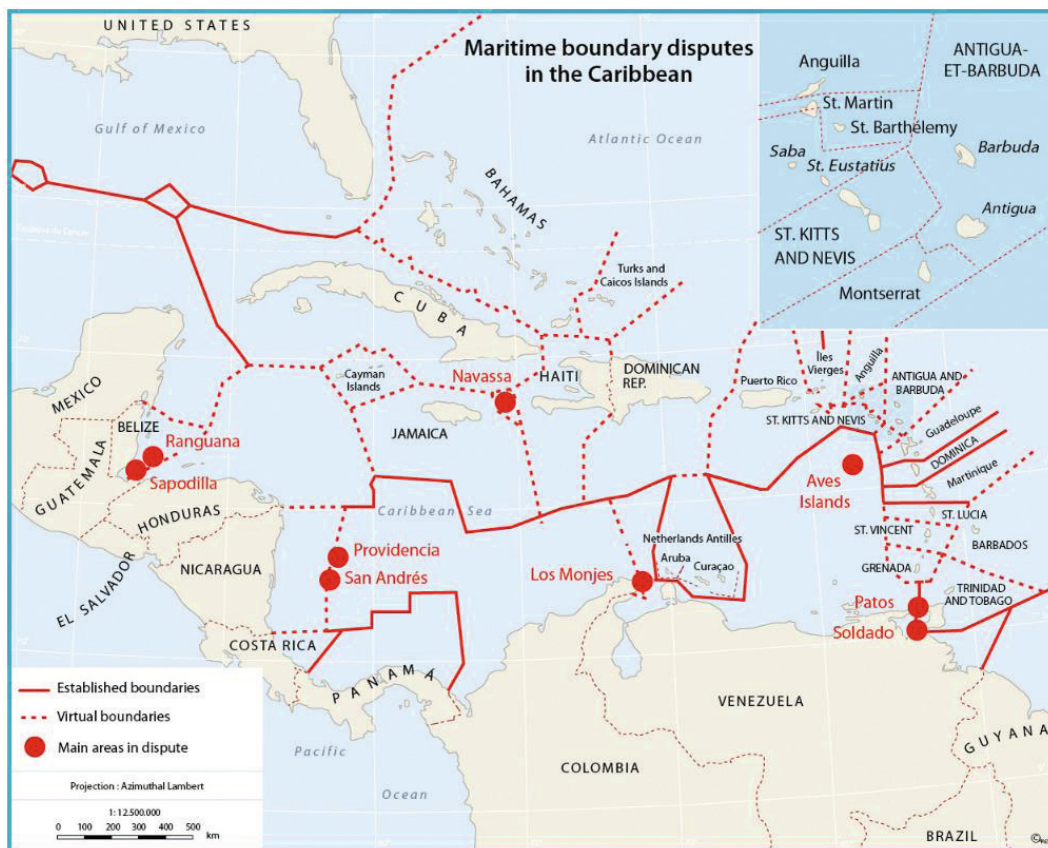 UNITED STATES
Maritime boundary disputes
in the Caribbean
Gulf of Mexico
Atlantic Ocean
BAHAMAS
Anguilla
ANTIGUA-
ET-BARBUDA
St. Martin
St. Barthélemy
Saba
St. Eustatius
Barbuda
Antigua
ST. KITTS
AND NEVIS
Montserrat
Turks and
Caicos Islands
CUBA
Cayman
Islands
Navassa
HAITI
DOMINICAN
REP.
Puerto Rico
Îles
Vierges
Anguilla
ANTIGUA AND
BARBUDA
MEXICO
BELIZE
JAMAICA
ST. KITTS AND NEVIS
Guadeloupe
DOMINICA
Martinique
Ranguana
Sapodilla
GUATEMALA
Aves
Islands
HONDURAS
Caribbean Sea
ST. LUCIA
ST. VINCENT
BARBADOS
EL SALVADOR
NICARAGUA
Providencia
San Andrés
Netherlands Antilles
Aruba
Curaçao
Los Monjes
GRENADA
TRINIDAD
AND TOBAGO
Patos
Soldado
COSTA RICA
PANAMÁ
VENEZUELA
GUYANA
COLOMBIA
BRAZIL
Pacific
Ocean
Established boundaries
Virtual boundaries
Main areas in dispute
Projection : Azimuthal Lambert
1: 12.500.000
0 100 200 300 400 500
km